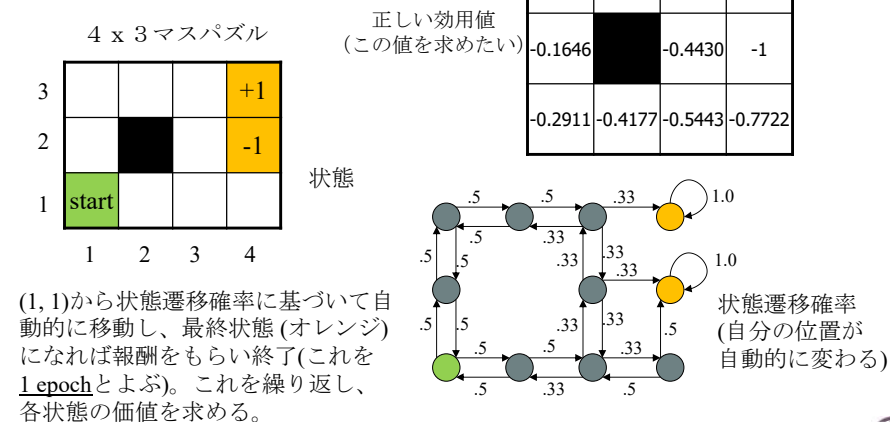 ４ x ３マスパズル
3
+1
2
-1
1
start
1 2 3 4
(1, 1)から状態遷移確率に基づいて自
動的に移動し、最終状態 (オレンジ)
になれば報酬をもらい終了(これを
1 epochとよぶ)。これを繰り返し、
各状態の価値を求める。
正しい効用値
（この値を求めたい）
-0.1646 -0.4430 -1
-0.2911 -0.4177 -0.5443 -0.7722
状態
.5 .5 .33 1.0
.5 .33
.5 .5 .33 .33
.33 1.0
.5 .5 .33 .33 .5
.5 .5 .33
.5 .33 .5
状態遷移確率
(自分の位置が
自動的に変わる)